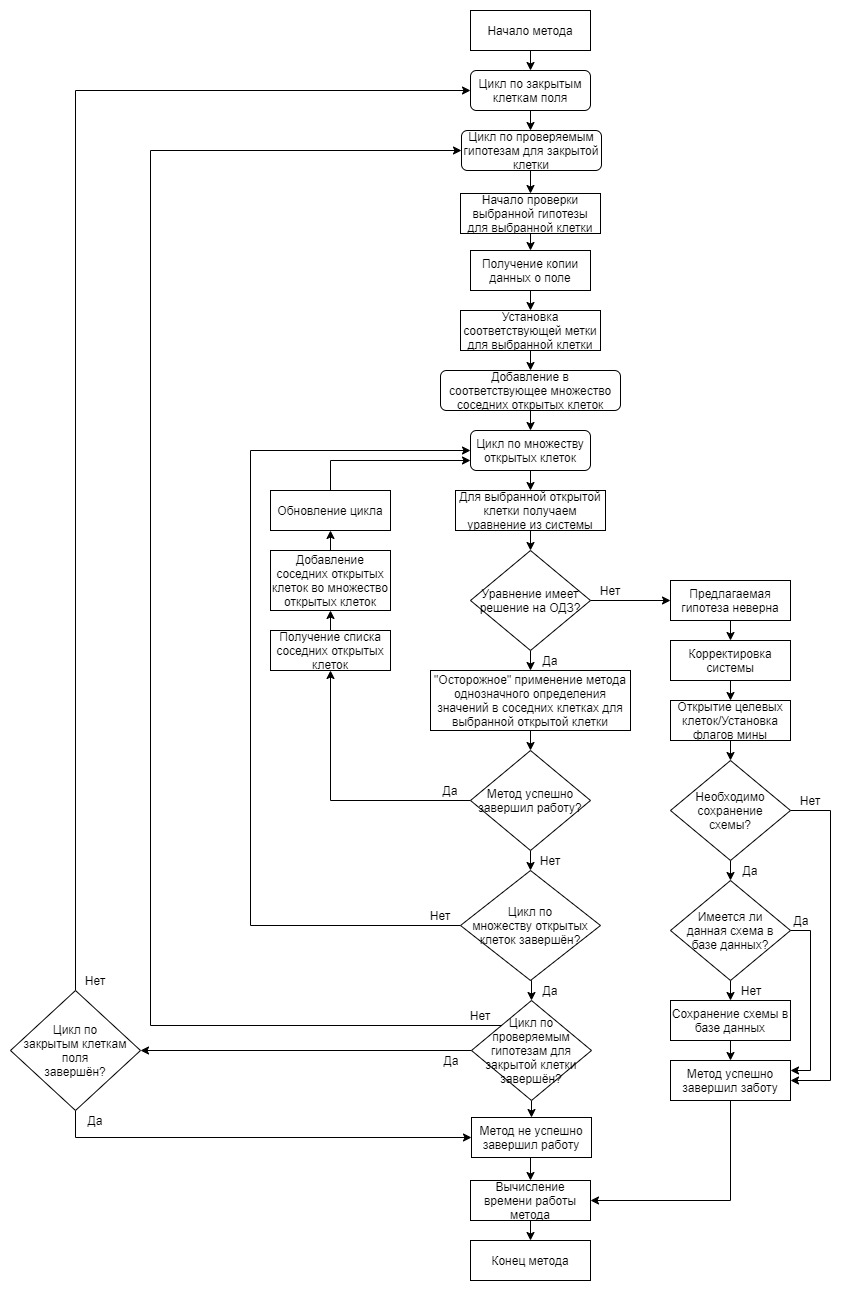 Начало метода
Цикл по закрытым
клеткам поля
Цикл по проверяемым
гипотезам для закрытой
клетки
Начало проверки
выбранной гипотезы
для выбранной клетки
Получение копии
данных о поле
Установка
соответствующей метки
для выбранной клетки
Добавление в
соответствующее множество
соседних открытых клеток
Цикл по множеству
открытых клеток
Обновление цикла
Для выбранной открытой
клетки получаем
уравнение из системы
Добавление
соседних открытых
клеток во множество
открытых клеток
Уравнение имеет
решение на ОДЗ?
Нет
Предлагаемая
гипотеза неверна
Получение списка
соседних открытых
клеток
Да
Корректировка
системы
"Осторожное" применение метода
однозначного определения
значений в соседних клетках для
выбранной открытой клетки
Открытие целевых
клеток/Установка
флагов мины
Да
Метод успешно
завершил работу?
Необходимо
сохранение
схемы?
Нет
Нет
Да
Нет
Цикл по
множеству открытых
клеток завершён?
Имеется ли
данная схема в
базе данных?
Да
Нет
Да
Нет
Нет
Сохранение схемы в
базе данных
Цикл по
закрытым клеткам
поля
завершён?
Да
Цикл по
проверяемым
гипотезам для
закрытой клетки
завершён?
Метод успешно
завершил заботу
Да
Метод не успешно
завершил работу
Вычисление
времени работы
метода
Конец метода